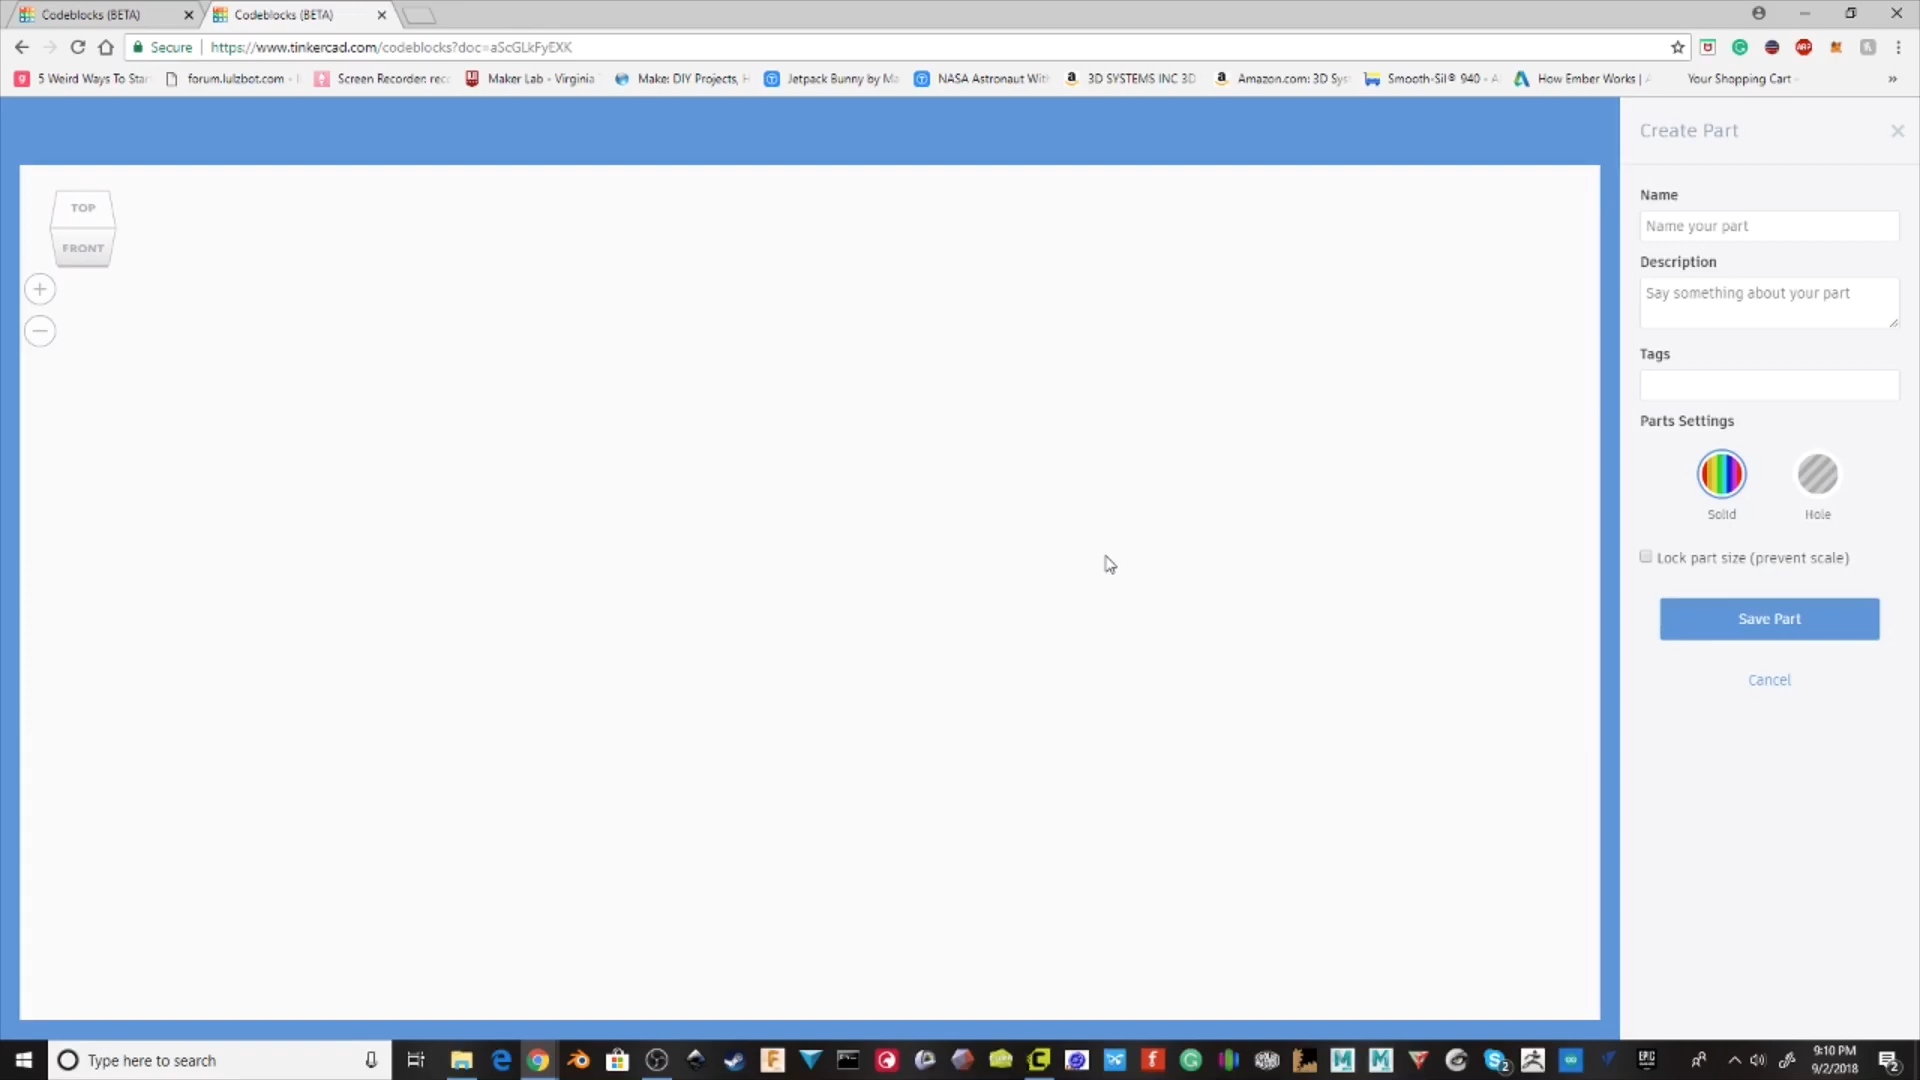 Codeblocks (BETA) Codeblocks (BETA)
Secure https://www.tinkercad.com/codeblocks?doc=aScGLkFyEXK
5 Weird Ways To Star forum.lulzbot.com - Screen Recorder: rec Maker Lab - Virginia Make: DIY Projects, H Jetpack Bunny by Ma NASA Astronaut With 3D SYSTEMS INC 3D Amazon.com: 3D Sys Smooth-Sil® 940 - A How Ember Works | Your Shopping Cart - »
Create Part
TOP
FRONT
Name
Name your part
Description
Say something about your part
Tags
Parts Settings
Solid Hole
Lock part size (prevent scale)
Save Part
Cancel
Type here to search
9:10 PM
9/2/2018